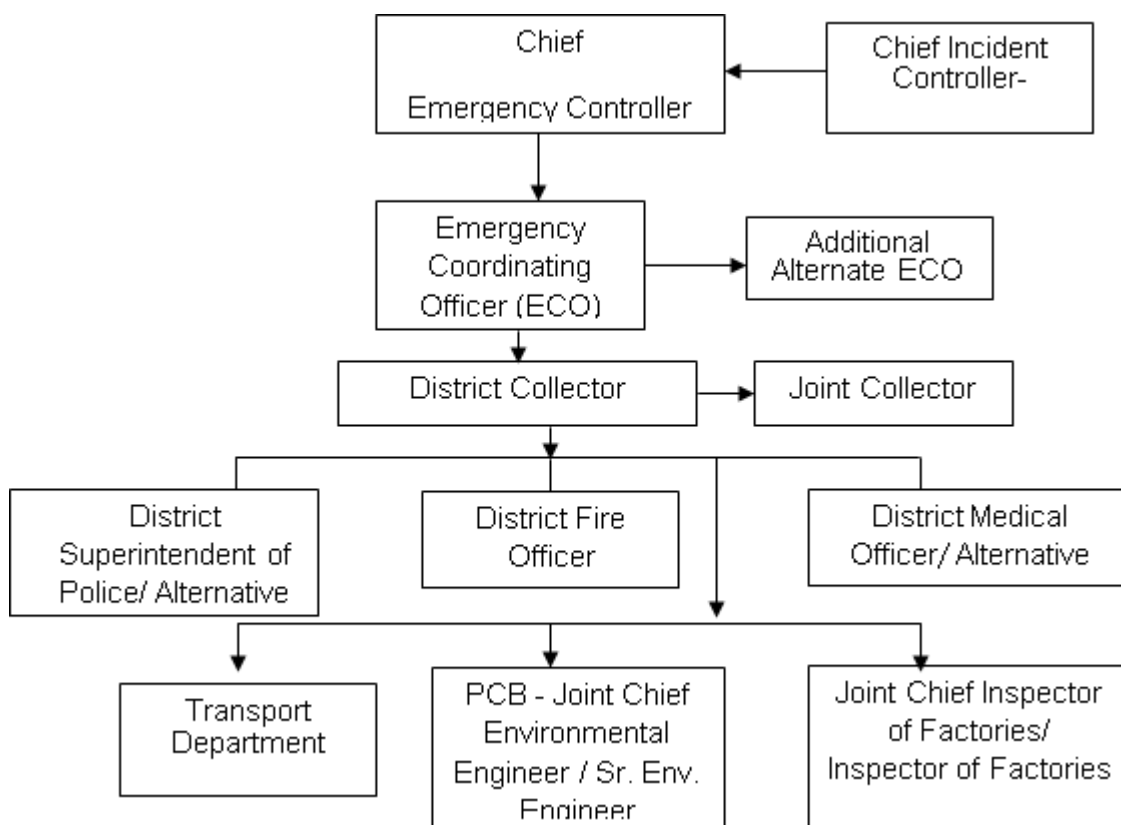 Chief
Emergency Controller
Chief Incident
Controller-
Emergency
Coordinating
Officer (ECO)
Additional
Alternate ECO
District Collector
Joint Collector
District
Superintendent of
Police/ Alternative
District Fire
Officer
District Medical
Officer/ Alternative
Transport
Department
PCB - Joint Chief
Environmental
Engineer / Sr. Env.
Engineer
Joint Chief Inspector
of Factories/
Inspector of Factories